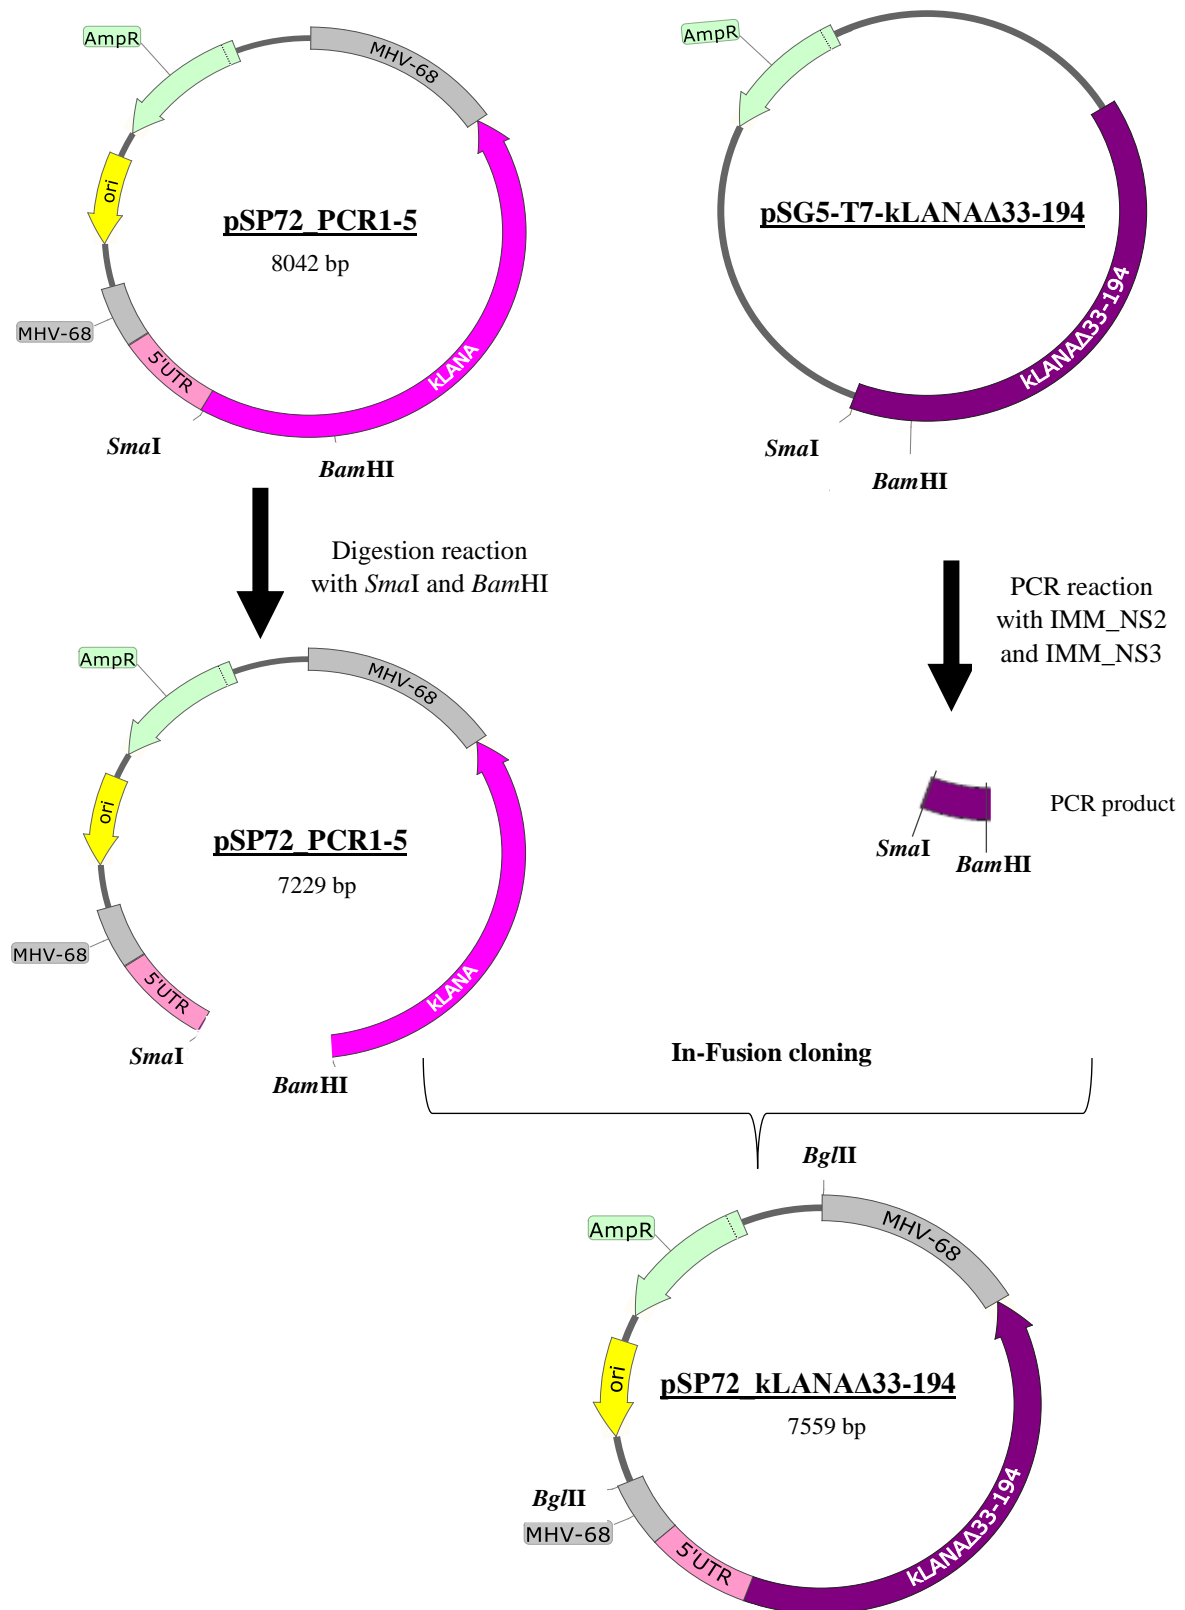 AmpR
MHV-68
ori
pSP72_PCR1-5
8042 bp
MHV-68
5'UTR
kLANA
SmaI
BamHI
AmpR
pSG5-T7-kLANAΔ33-194
kLANAΔ33-194
SmaI
BamHI
Digestion reaction
with SmaI and BamHI
PCR reaction
with IMM_NS2
and IMM_NS3
AmpR
MHV-68
ori
pSP72_PCR1-5
7229 bp
MHV-68
5'UTR
kLANA
SmaI
BamHI
PCR product
SmaI
BamHI
In-Fusion cloning
BglII
AmpR
MHV-68
ori
pSP72_kLANAΔ33-194
7559 bp
BglII
MHV-68
5'UTR
kLANAΔ33-194